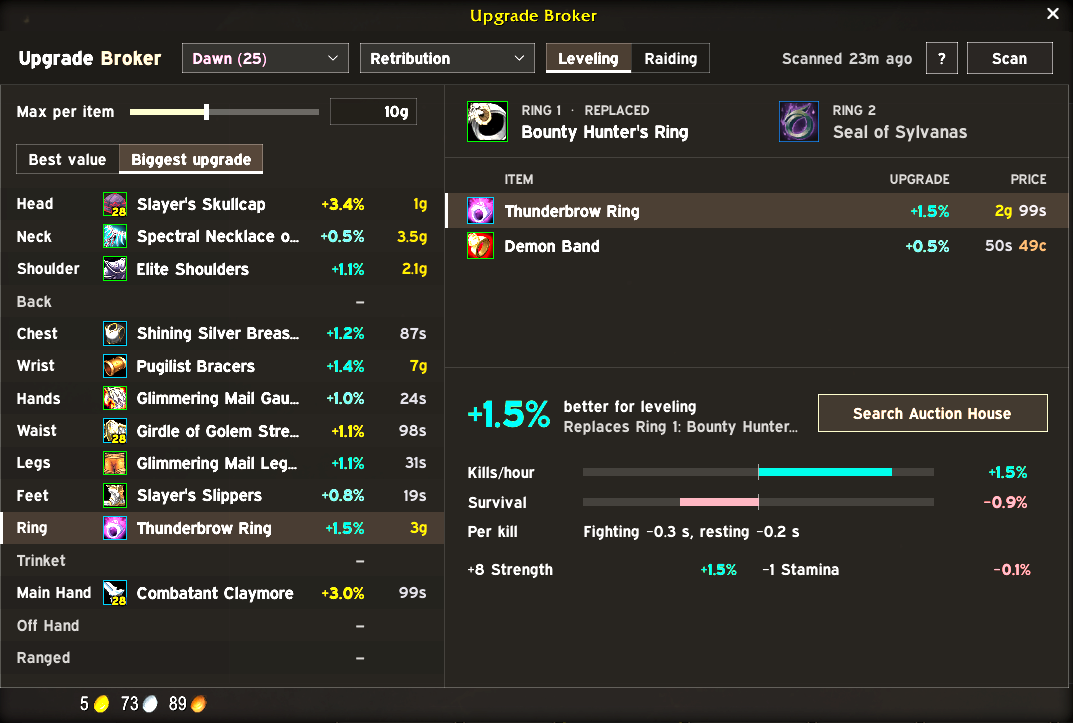 Upgrade Broker
Upgrade Broker
Dawn (25)
Retribution
Leveling
Raiding
Scanned 23m ago
?
Scan
Max per item
10g
Best value
Biggest upgrade
Head 28 Slayer's Skullcap +3.4% 1g
Neck Spectral Necklace o... +0.5% 3.5g
Shoulder Elite Shoulders +1.1% 2.1g
Back –
Chest Shining Silver Breas... +1.2% 87s
Wrist Pugilist Bracers +1.4% 7g
Hands Glimmering Mail Gau... +1.0% 24s
Waist 28 Girdle of Golem Stre... +1.1% 98s
Legs Glimmering Mail Leg... +1.1% 31s
Feet Slayer's Slippers +0.8% 19s
Ring Thunderbrow Ring +1.5% 3g
Trinket –
Main Hand 28 Combatant Claymore +3.0% 99s
Off Hand –
Ranged –
5 73 89
RING 1 · REPLACED
Bounty Hunter's Ring
RING 2
Seal of Sylvanas
ITEM UPGRADE PRICE
Thunderbrow Ring +1.5% 2g 99s
Demon Band +0.5% 50s 49c
+1.5%
better for leveling
Replaces Ring 1: Bounty Hunter...
Search Auction House
Kills/hour +1.5%
Survival −0.9%
Per kill Fighting −0.3 s, resting −0.2 s
+8 Strength +1.5% −1 Stamina −0.1%